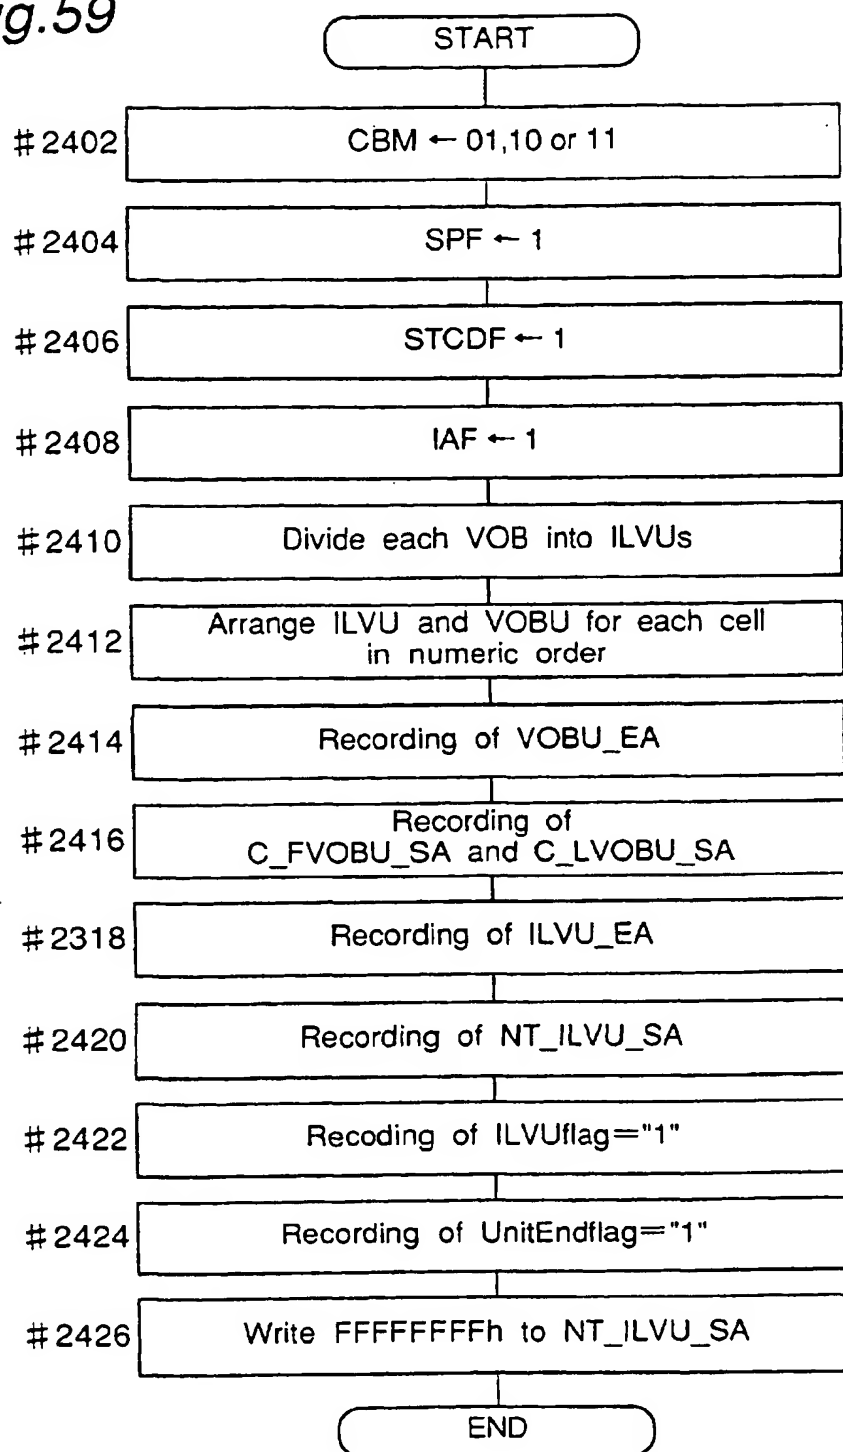 g.59
START
#2402 CBM ← 01,10 or 11
#2404 SPF ← 1
#2406 STCDF ← 1
#2408 IAF ← 1
#2410 Divide each VOB into ILVUs
#2412 Arrange ILVU and VOBU for each cell
in numeric order
#2414 Recording of VOBU_EA
#2416 Recording of
C_FVOBU_SA and C_LVOBU_SA
#2318 Recording of ILVU_EA
#2420 Recording of NT_ILVU_SA
#2422 Recoding of ILVUflag="1"
#2424 Recording of UnitEndflag="1"
#2426 Write FFFFFFFFh to NT_ILVU_SA
END